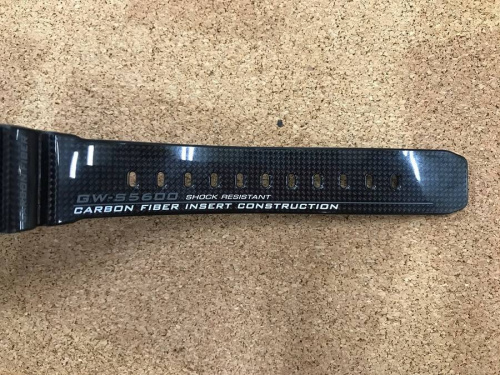 GW-S5600 SHOCK RESISTANT
CARBON FIBER INSERT CONSTRUCTION